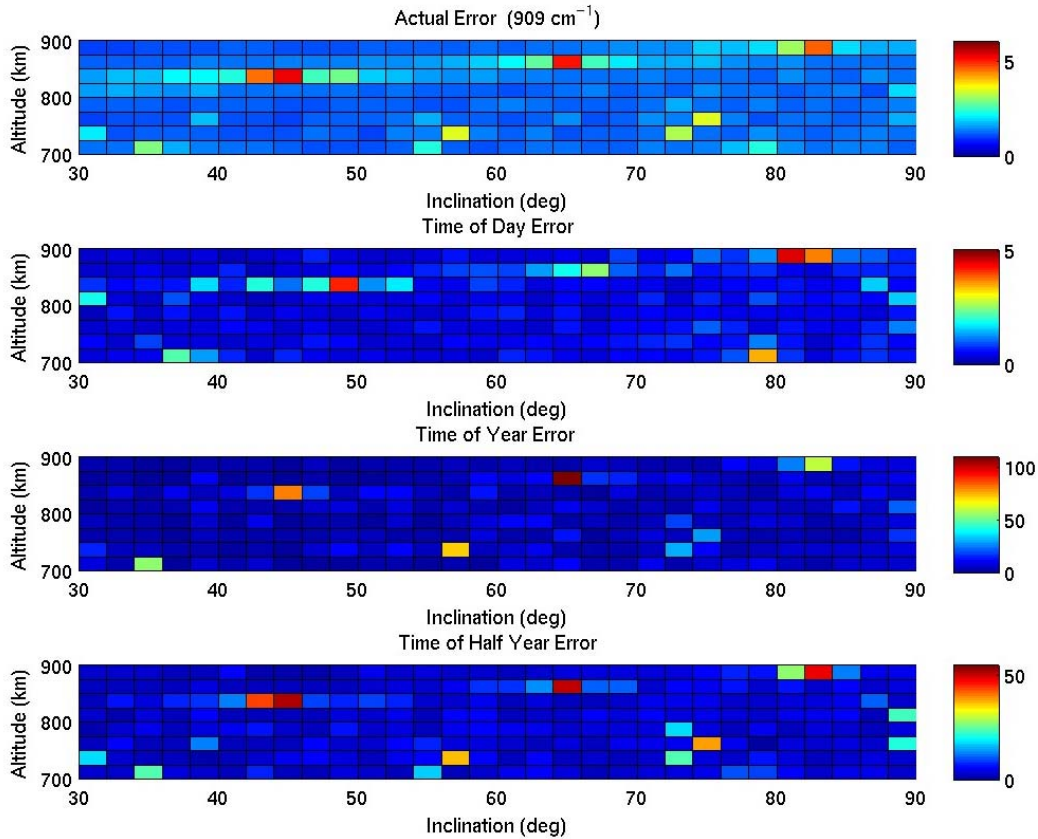 Actual Error (909 cm⁻¹)
900
800
700
Altitude (km)
30 40 50 60 70 80 90
Inclination (deg)
5
0
Time of Day Error
900
800
700
Altitude (km)
30 40 50 60 70 80 90
Inclination (deg)
5
0
Time of Year Error
900
800
700
Altitude (km)
30 40 50 60 70 80 90
Inclination (deg)
100
50
0
Time of Half Year Error
900
800
700
Altitude (km)
30 40 50 60 70 80 90
Inclination (deg)
50
0